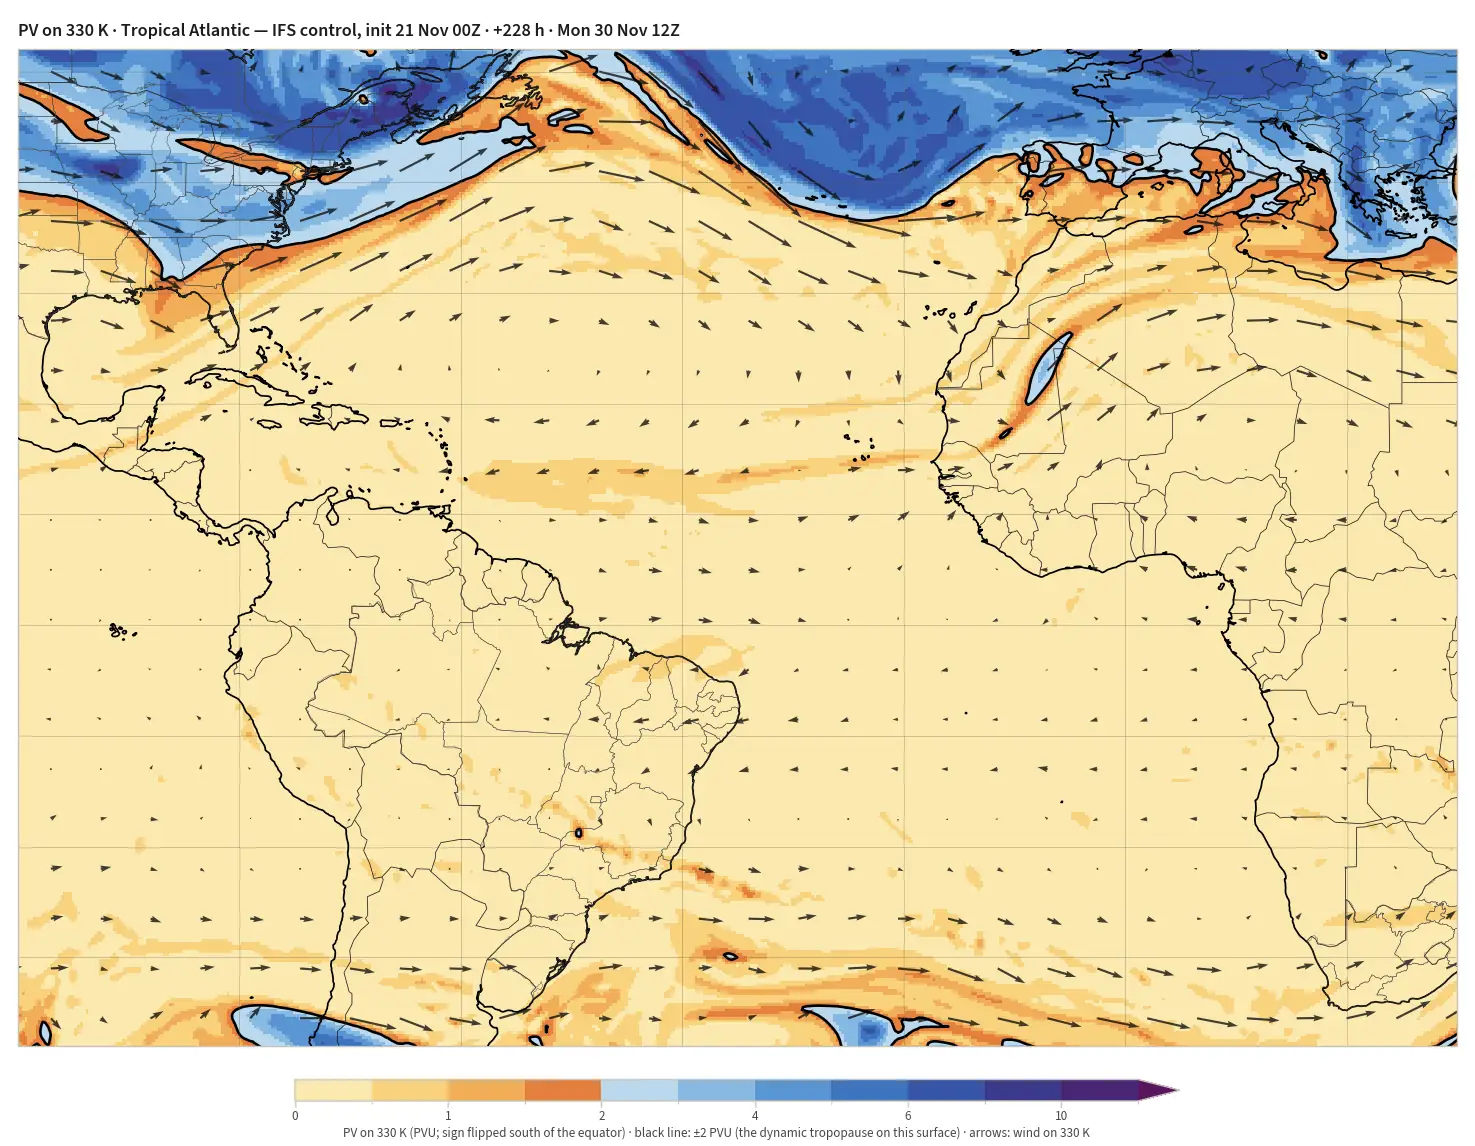 PV on 330 K · Tropical Atlantic — IFS control, init 21 Nov 00Z · +228 h · Mon 30 Nov 12Z
0 1 2 4 6 10
PV on 330 K (PVU; sign flipped south of the equator) · black line: ±2 PVU (the dynamic tropopause on this surface) · arrows: wind on 330 K